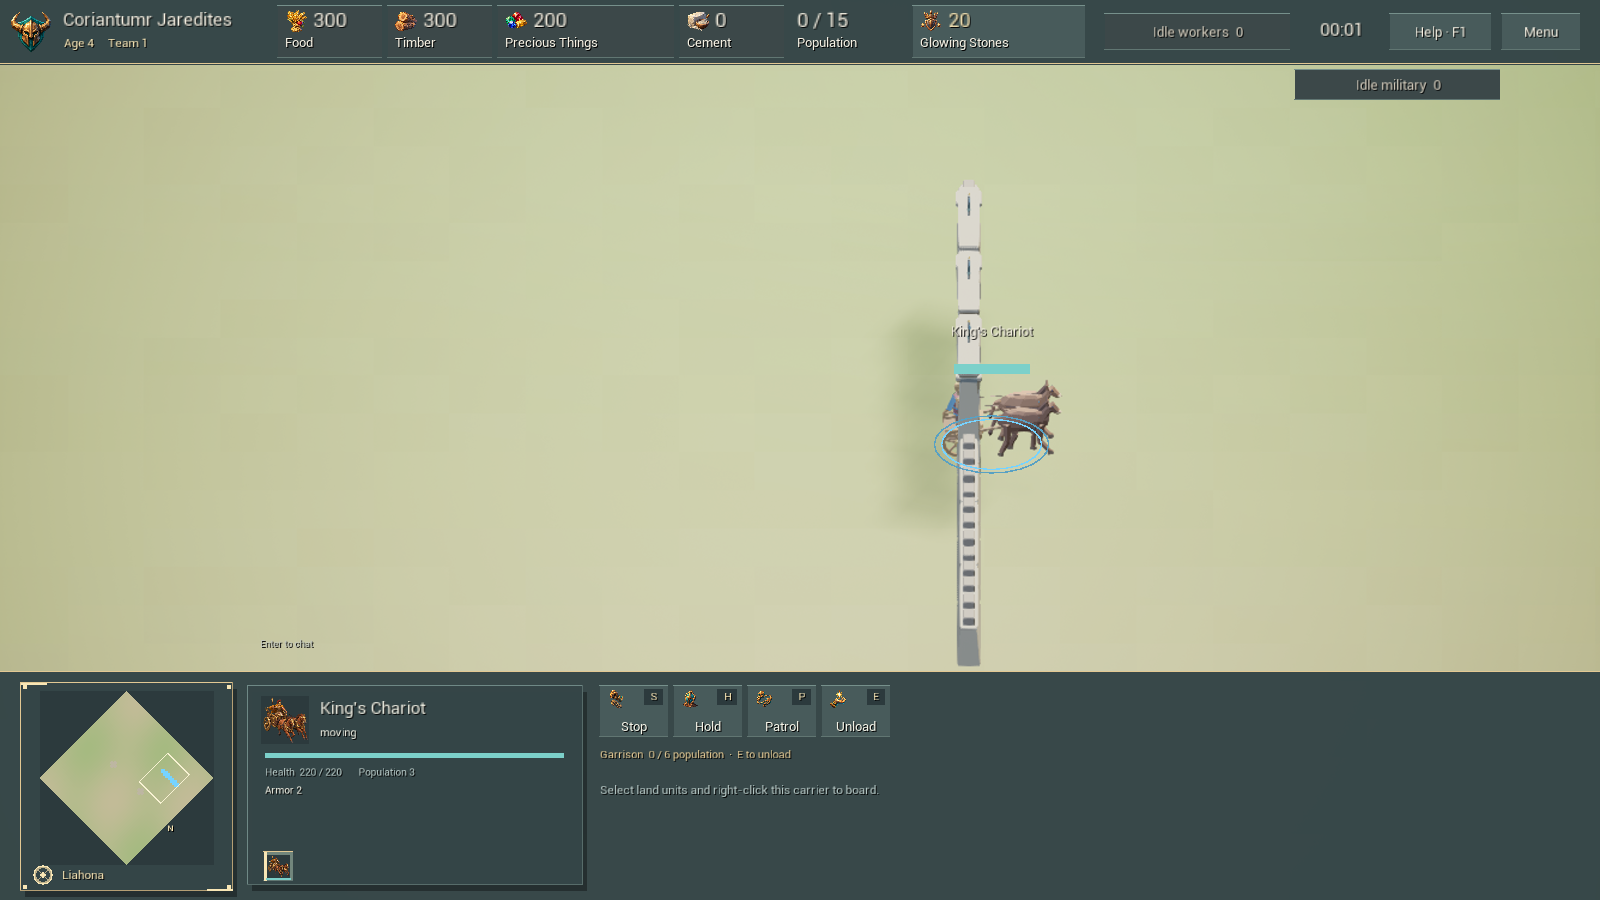 Coriantumr Jaredites
Age 4 Team 1
300
Food
300
Timber
200
Precious Things
0
Cement
0 / 15
Population
20
Glowing Stones
Idle workers 0
00:01
Help · F1
Menu
Idle military 0
King's Chariot
Enter to chat
N
Liahona
King's Chariot
moving
Health 220 / 220 Population 3
Armor 2
S
Stop
H
Hold
P
Patrol
E
Unload
Garrison 0 / 6 population · E to unload
Select land units and right-click this carrier to board.